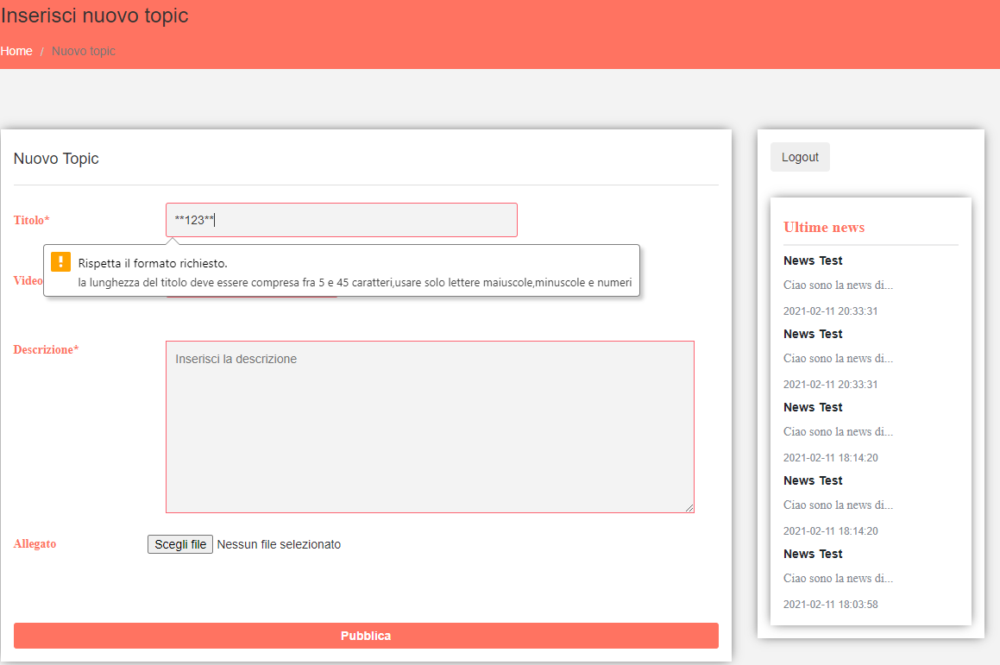 Inserisci nuovo topic
Home / Nuovo topic
Nuovo Topic
Titolo*
**123**
Rispetta il formato richiesto.
la lunghezza del titolo deve essere compresa fra 5 e 45 caratteri,usare solo lettere maiuscole,minuscole e numeri
Video
Descrizione*
Inserisci la descrizione
Allegato
Scegli file Nessun file selezionato
Pubblica
Logout
Ultime news
News Test
Ciao sono la news di...
2021-02-11 20:33:31
News Test
Ciao sono la news di...
2021-02-11 20:33:31
News Test
Ciao sono la news di...
2021-02-11 18:14:20
News Test
Ciao sono la news di...
2021-02-11 18:14:20
News Test
Ciao sono la news di...
2021-02-11 18:03:58